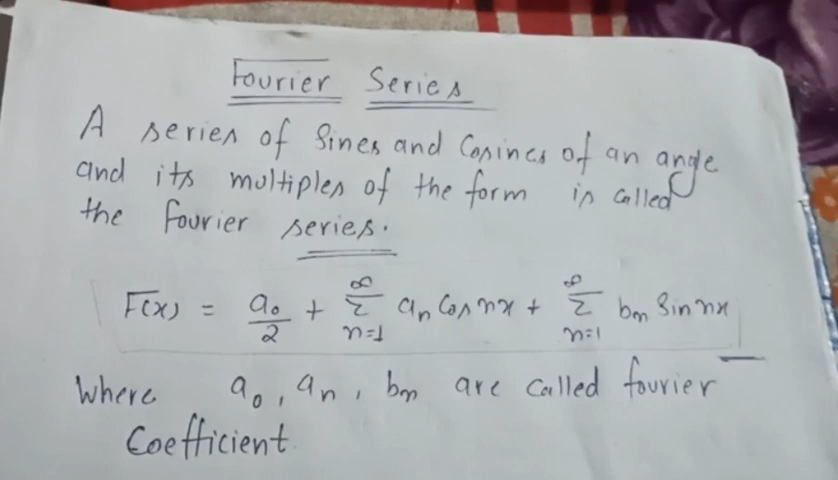 Fourier Series
A series of Sines and Cosines of an angle
and its multiples of the form is called
the fourier series.
F(x) = a₀/2 + ∞Σn=1 aₙ Cos nx + ∞Σn=1 bₙ Sin nx
Where a₀, aₙ, bₙ are called fourier
Coefficient